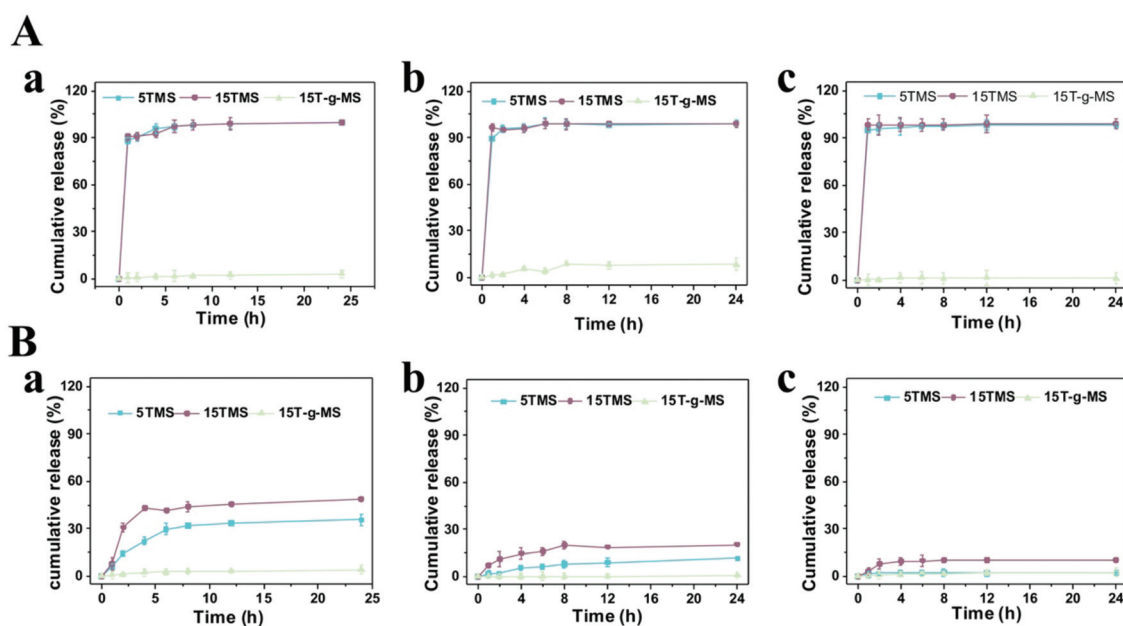 A
a
b
c
5TMS 15TMS 15T-g-MS
5TMS 15TMS 15T-g-MS
5TMS 15TMS 15T-g-MS
Cumulative release (%)
120
90
60
30
0
0 5 10 15 20 25
Time (h)
Cumulative release (%)
120
90
60
30
0
0 4 8 12 16 20 24
Time (h)
Cumulative release (%)
120
90
60
30
0
0 4 8 12 16 20 24
Time (h)
B
a
b
c
5TMS 15TMS 15T-g-MS
5TMS 15TMS 15T-g-MS
5TMS 15TMS 15T-g-MS
cumulative release (%)
120
90
60
30
0
0 5 10 15 20 25
Time (h)
cumulative release (%)
120
90
60
30
0
0 4 8 12 16 20 24
Time (h)
cumulative release (%)
120
90
60
30
0
0 4 8 12 16 20 24
Time (h)